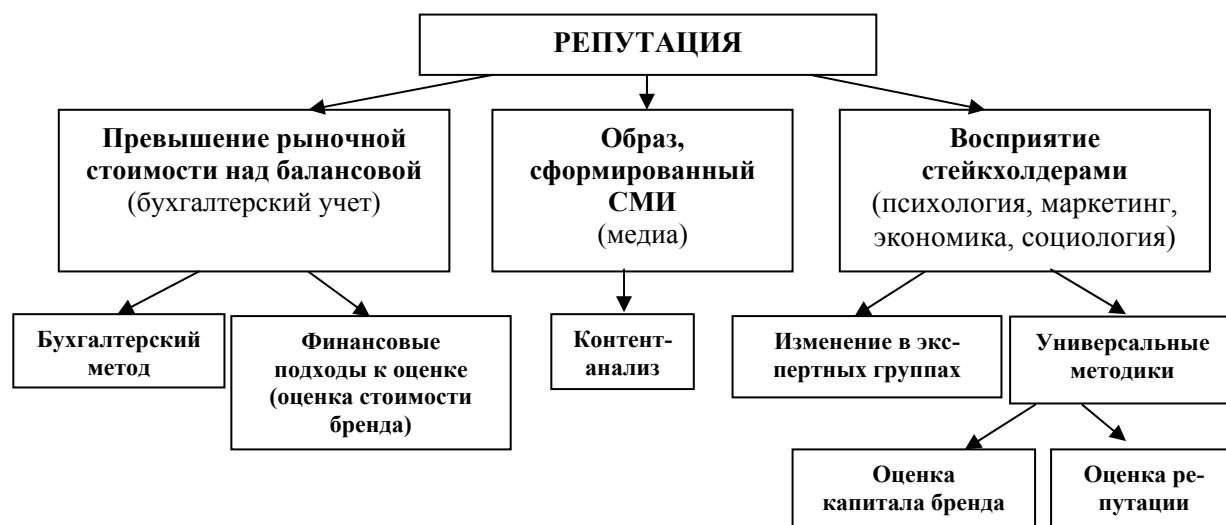 РЕПУТАЦИЯ
Превышение рыночной
стоимости над балансовой
(бухгалтерский учет)
Образ,
сформированный
СМИ
(медиа)
Восприятие
стейкхолдерами
(психология, маркетинг,
экономика, социология)
Бухгалтерский
метод
Финансовые
подходы к оценке
(оценка стоимости
бренда)
Контент-
анализ
Изменение в экс-
пертных группах
Универсальные
методики
Оценка
капитала бренда
Оценка ре-
путации